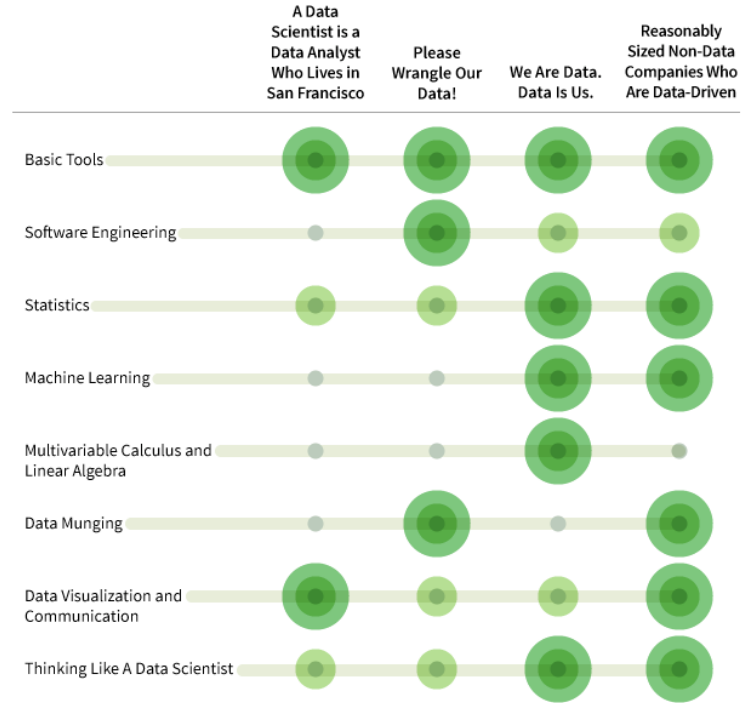 A Data
Scientist is a
Data Analyst
Who Lives in
San Francisco
Please
Wrangle Our
Data!
We Are Data.
Data Is Us.
Reasonably
Sized Non-Data
Companies Who
Are Data-Driven
Basic Tools
Software Engineering
Statistics
Machine Learning
Multivariable Calculus and
Linear Algebra
Data Munging
Data Visualization and
Communication
Thinking Like A Data Scientist